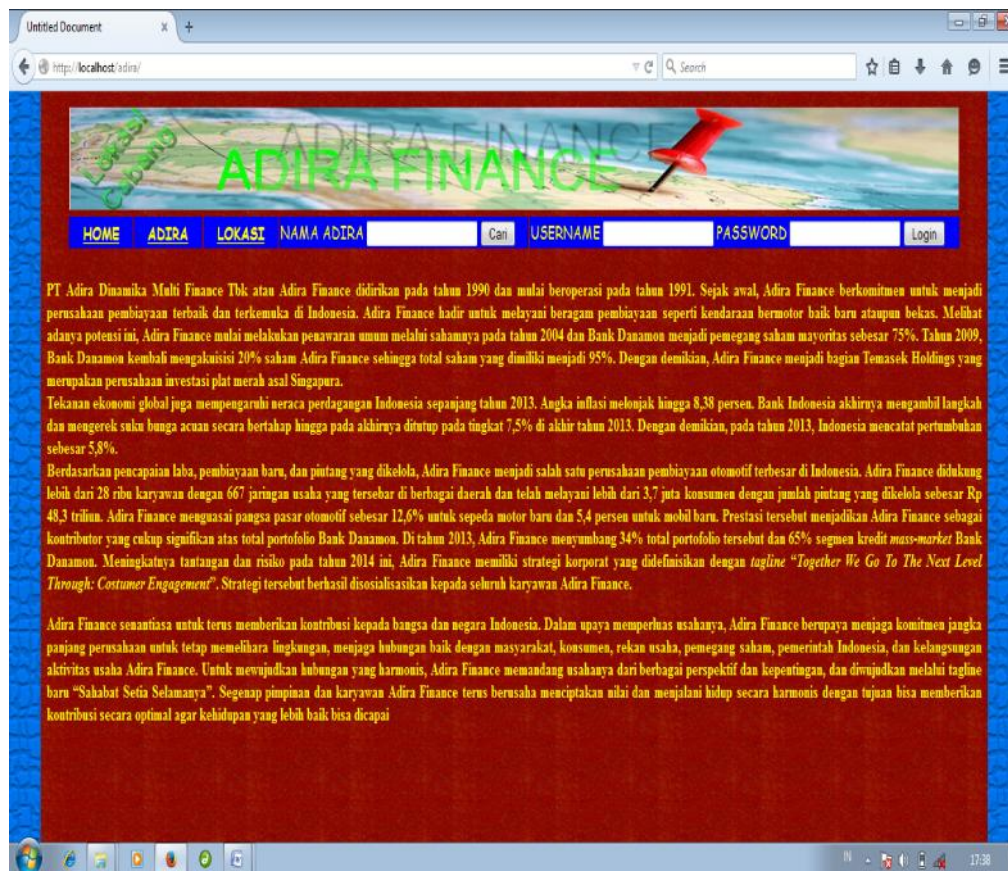 Untitled Document x +
http://localhost/adira/ Search
Lokasi Cabang ADIRA FINANCE
ADIRA FINANCE
HOME ADIRA LOKASI NAMA ADIRA Cari USERNAME PASSWORD Login
PT Adira Dinamika Multi Finance Tbk atau Adira Finance didirikan pada tahun 1990 dan mulai beroperasi pada tahun 1991. Sejak awal, Adira Finance berkomitmen untuk menjadi
perusahaan pembiayaan terbaik dan terkemuka di Indonesia. Adira Finance hadir untuk melayani beragam pembiayaan seperti kendaraan bermotor baik baru ataupun bekas. Melihat
adanya potensi ini, Adira Finance mulai melakukan penawaran umum melalui sahamnya pada tahun 2004 dan Bank Danamon menjadi pemegang saham mayoritas sebesar 75%. Tahun 2009,
Bank Danamon kembali mengakuisisi 20% saham Adira Finance sehingga total saham yang dimiliki menjadi 95%. Dengan demikian, Adira Finance menjadi bagian Temasek Holdings yang
merupakan perusahaan investasi plat merah asal Singapura.
Tekanan ekonomi global juga mempengaruhi neraca perdagangan Indonesia sepanjang tahun 2013. Angka inflasi melonjak hingga 8,38 persen. Bank Indonesia akhirnya mengambil langkah
dan mengerek suku bunga acuan secara bertahap hingga pada akhirnya ditutup pada tingkat 7,5% di akhir tahun 2013. Dengan demikian, pada tahun 2013, Indonesia mencatat pertumbuhan
sebesar 5,8%.
Berdasarkan pencapaian laba, pembiayaan baru, dan piutang yang dikelola, Adira Finance menjadi salah satu perusahaan pembiayaan otomotif terbesar di Indonesia. Adira Finance didukung
lebih dari 28 ribu karyawan dengan 667 jaringan usaha yang tersebar di berbagai daerah dan telah melayani lebih dari 3,7 juta konsumen dengan jumlah piutang yang dikelola sebesar Rp
48,3 triliun. Adira Finance menguasai pangsa pasar otomotif sebesar 12,6% untuk sepeda motor baru dan 5,4 persen untuk mobil baru. Prestasi tersebut menjadikan Adira Finance sebagai
kontributor yang cukup signifikan atas total portofolio Bank Danamon. Di tahun 2013, Adira Finance menyumbang 34% total portofolio tersebut dan 65% segmen kredit mass-market Bank
Danamon. Meningkatnya tantangan dan risiko pada tahun 2014 ini, Adira Finance memiliki strategi korporat yang didefinisikan dengan tagline “Together We Go To The Next Level
Through: Costumer Engagement”. Strategi tersebut berhasil disosialisasikan kepada seluruh karyawan Adira Finance.
Adira Finance senantiasa untuk terus memberikan kontribusi kepada bangsa dan negara Indonesia. Dalam upaya memperluas usahanya, Adira Finance berupaya menjaga komitmen jangka
panjang perusahaan untuk tetap memelihara lingkungan, menjaga hubungan baik dengan masyarakat, konsumen, rekan usaha, pemegang saham, pemerintah Indonesia, dan kelangsungan
aktivitas usaha Adira Finance. Untuk mewujudkan hubungan yang harmonis, Adira Finance memandang usahanya dari berbagai perspektif dan kepentingan, dan diwujudkan melalui tagline
baru “Sahabat Setia Selamanya”. Segenap pimpinan dan karyawan Adira Finance terus berusaha menciptakan nilai dan menjalani hidup secara harmonis dengan tujuan bisa memberikan
kontribusi secara optimal agar kehidupan yang lebih baik bisa dicapai
IN 17:38